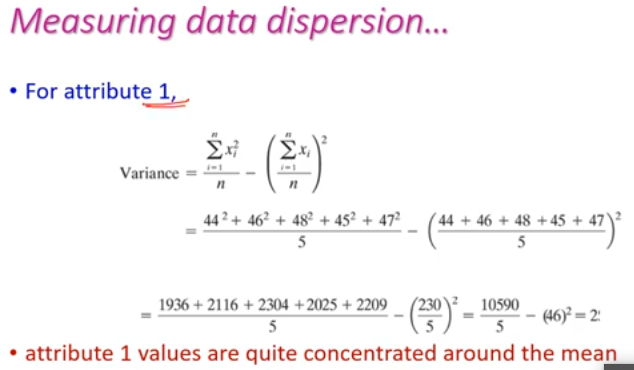 Measuring data dispersion...
• For attribute 1,
Variance = \frac{\sum_{i=1}^{n} x_i^2}{n} - \left( \frac{\sum_{i=1}^{n} x_i}{n} \right)^2
= \frac{44^2 + 46^2 + 48^2 + 45^2 + 47^2}{5} - \left( \frac{44 + 46 + 48 + 45 + 47}{5} \right)^2
= \frac{1936 + 2116 + 2304 + 2025 + 2209}{5} - \left( \frac{230}{5} \right)^2 = \frac{10590}{5} - (46)^2 = 2
• attribute 1 values are quite concentrated around the mean